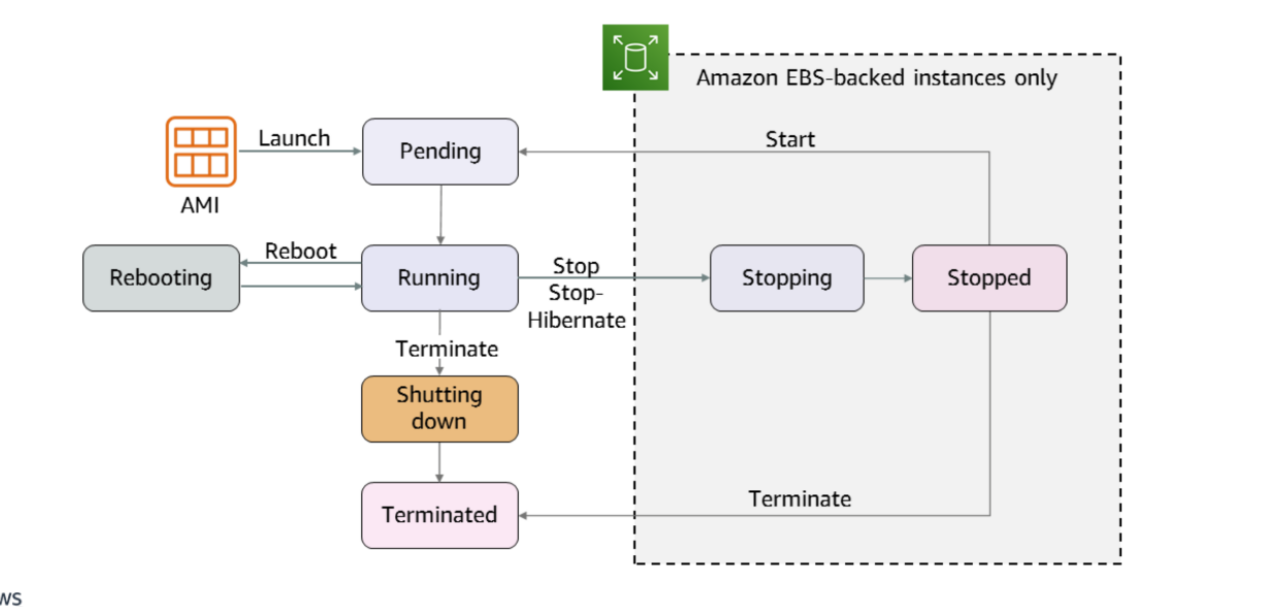 Amazon EBS-backed instances only
Launch
Pending
Start
AMI
Rebooting
Reboot
Running
Stop
Stop-
Hibernate
Stopping
Stopped
Terminate
Shutting
down
Terminated
Terminate
ws